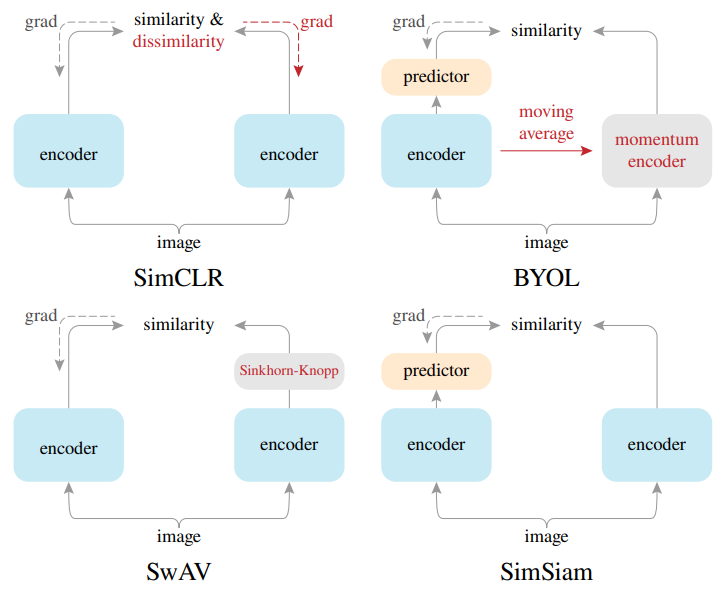 grad
similarity &
dissimilarity
grad
encoder
encoder
image
SimCLR
grad
similarity
predictor
encoder
moving
average
momentum
encoder
image
BYOL
grad
similarity
Sinkhorn-Knopp
encoder
encoder
image
SwAV
grad
similarity
predictor
encoder
encoder
image
SimSiam